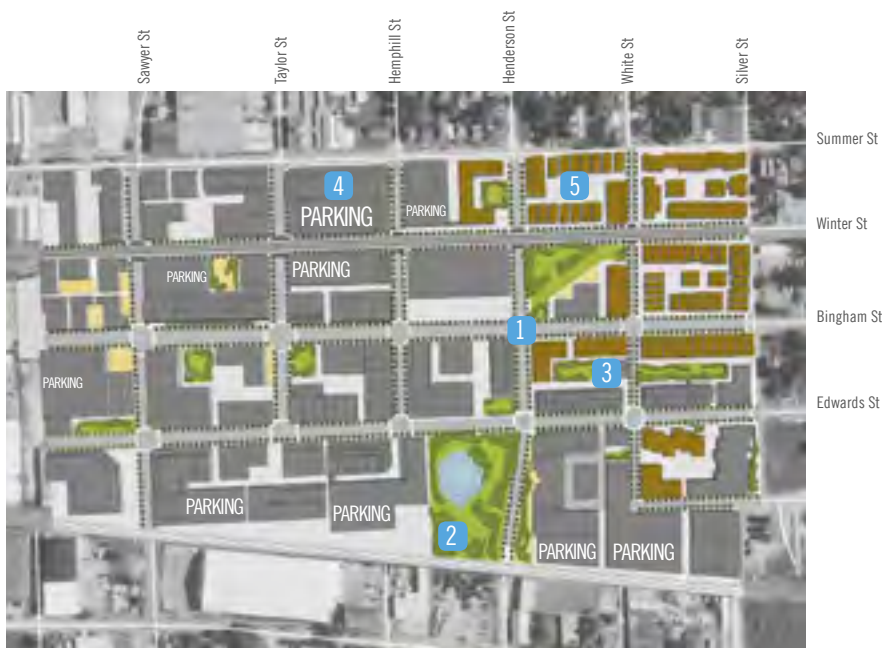 Sawyer St
Taylor St
Hemphill St
Henderson St
White St
Silver St
Summer St
4
5
PARKING
PARKING
Winter St
PARKING
PARKING
Bingham St
1
3
PARKING
Edwards St
PARKING
PARKING
2
PARKING
PARKING